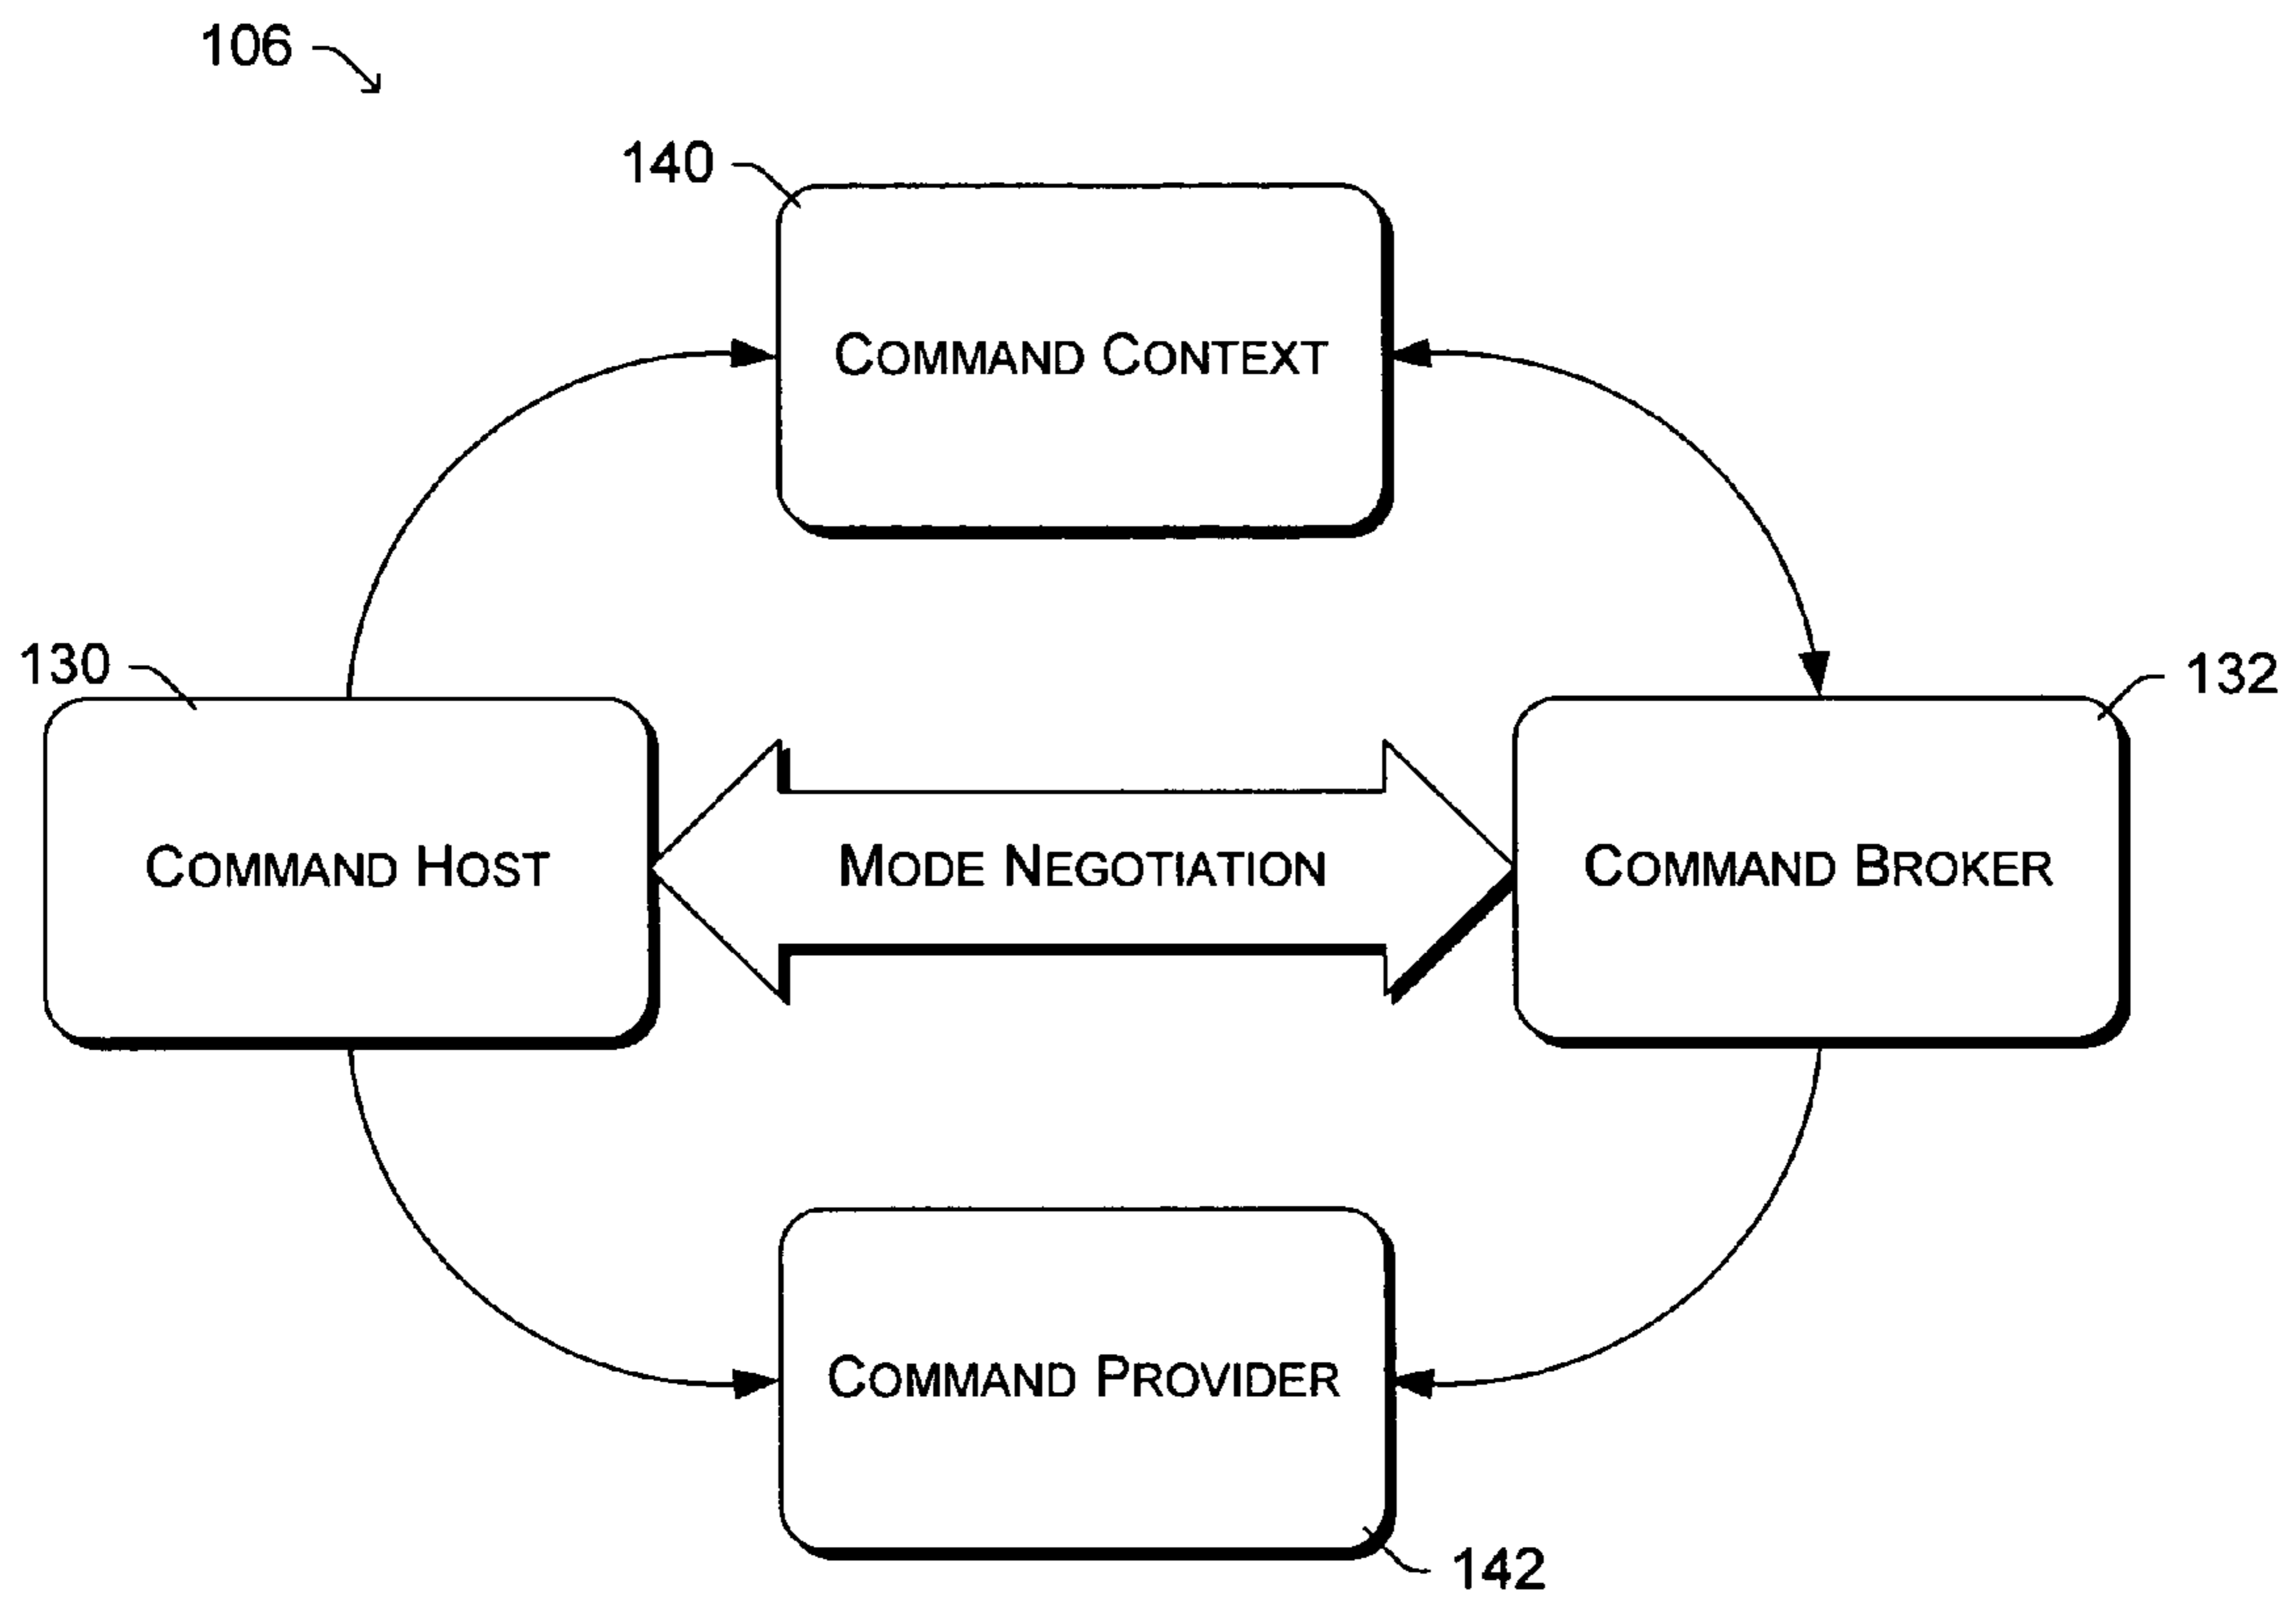 106
140
COMMAND CONTEXT
130
132
COMMAND HOST
MODE NEGOTIATION
COMMAND BROKER
COMMAND PROVIDER
142